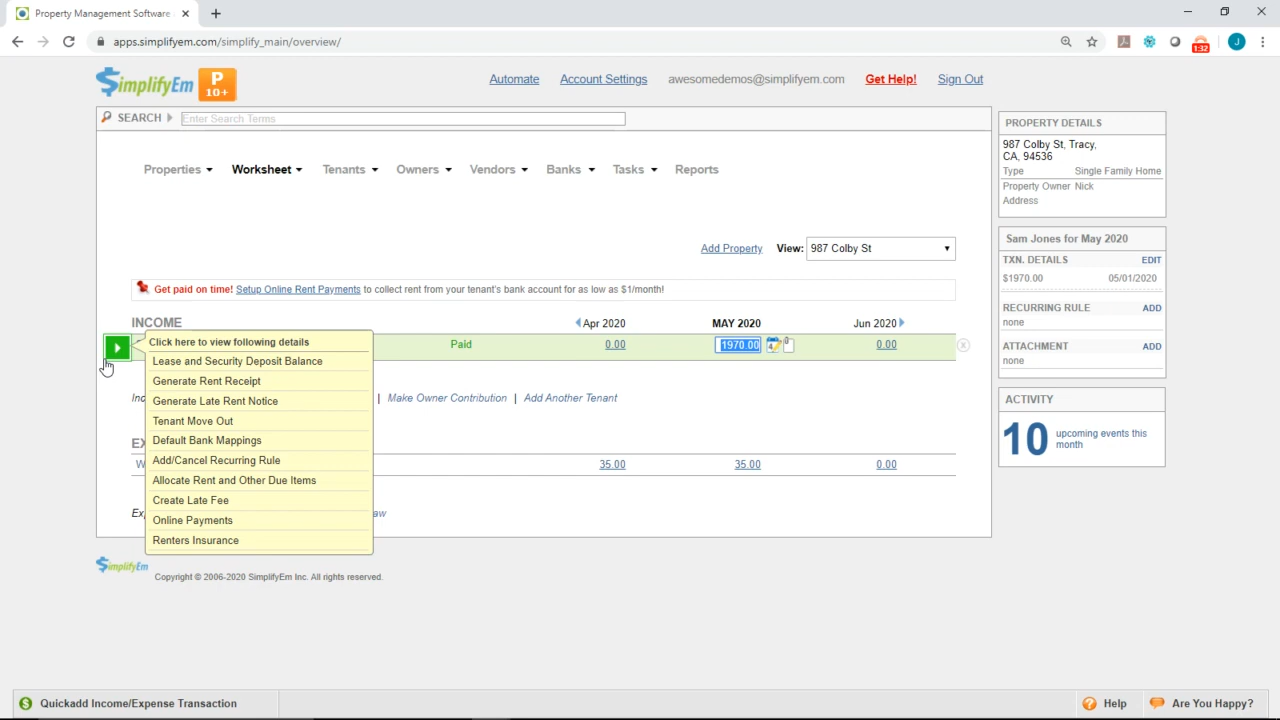 Property Management Software
apps.simplifyem.com/simplify_main/overview/
1:32
J
SimplifyEm P 10+
Automate Account Settings awesomedemos@simplifyem.com Get Help! Sign Out
SEARCH Enter Search Terms
Properties Worksheet Tenants Owners Vendors Banks Tasks Reports
Add Property View: 987 Colby St
Get paid on time! Setup Online Rent Payments to collect rent from your tenant's bank account for as low as $1/month!
INCOME Apr 2020 MAY 2020 Jun 2020
Paid 0.00 1970.00 0.00
Click here to view following details
Lease and Security Deposit Balance
Generate Rent Receipt
Generate Late Rent Notice
Tenant Move Out
Default Bank Mappings
Add/Cancel Recurring Rule
Allocate Rent and Other Due Items
Create Late Fee
Online Payments
Renters Insurance
Inc | Make Owner Contribution | Add Another Tenant
EX
W 35.00 35.00 0.00
Exp aw
SimplifyEm Copyright © 2006-2020 SimplifyEm Inc. All rights reserved.
PROPERTY DETAILS
987 Colby St, Tracy,
CA, 94536
Type Single Family Home
Property Owner Nick
Address
Sam Jones for May 2020
TXN. DETAILS EDIT
$1970.00 05/01/2020
RECURRING RULE ADD
none
ATTACHMENT ADD
none
ACTIVITY
10 upcoming events this
month
Quickadd Income/Expense Transaction Help Are You Happy?